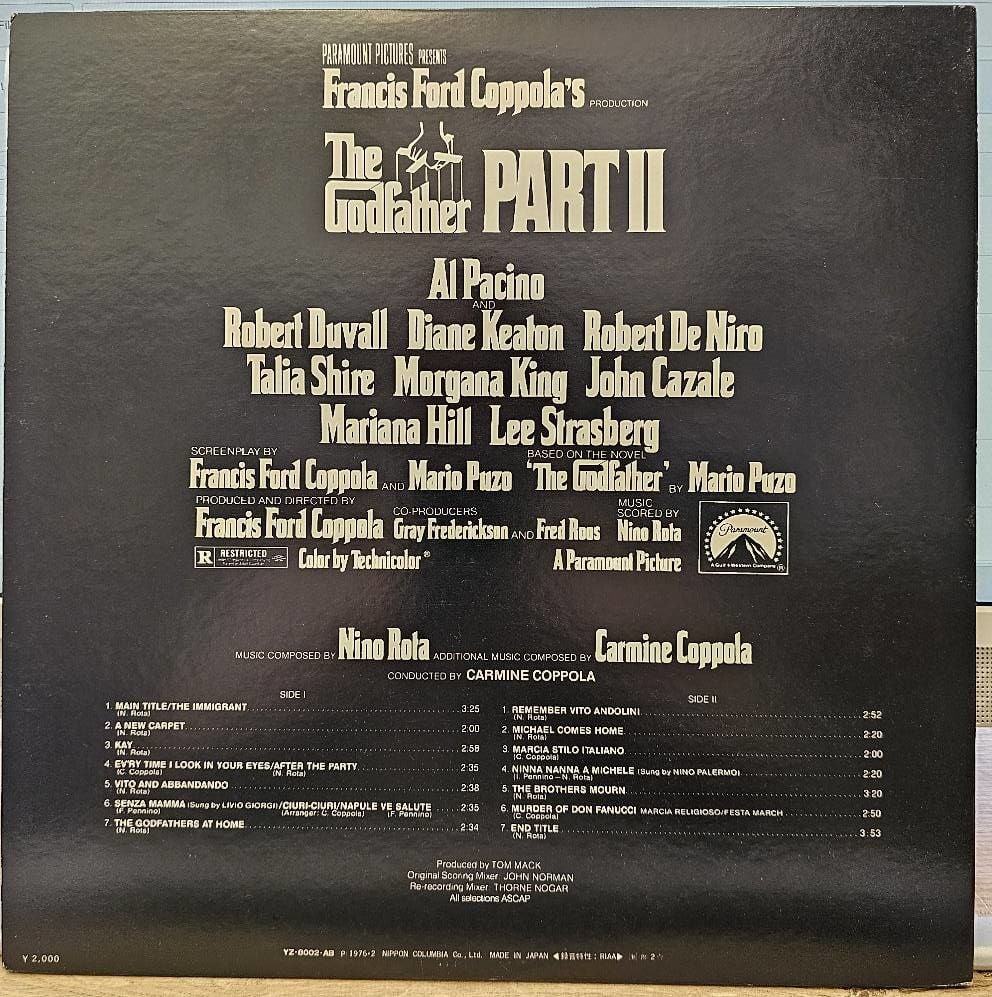 PARAMOUNT PICTURES PRESENTS
Francis Ford Coppola's PRODUCTION
The Godfather PART II
Al Pacino
AND
Robert Duvall Diane Keaton Robert De Niro
Talia Shire Morgana King John Cazale
Mariana Hill Lee Strasberg
SCREENPLAY BY BASED ON THE NOVEL
Francis Ford Coppola AND Mario Puzo 'The Godfather' BY Mario Puzo
PRODUCED AND DIRECTED BY CO-PRODUCERS MUSIC SCORED BY
Francis Ford Coppola Gray Frederickson AND Fred Roos Nino Rota
Paramount
A Gulf + Western Company ®
R RESTRICTED Color by Technicolor® A Paramount Picture
MUSIC COMPOSED BY Nino Rota ADDITIONAL MUSIC COMPOSED BY Carmine Coppola
CONDUCTED BY CARMINE COPPOLA
SIDE I
1. MAIN TITLE/THE IMMIGRANT 3:25
(N. Rota)
2. A NEW CARPET 2:00
(N. Rota)
3. KAY 2:58
(N. Rota)
4. EV'RY TIME I LOOK IN YOUR EYES/AFTER THE PARTY 2:35
(C. Coppola) (N. Rota)
5. VITO AND ABBANDANDO 2:38
(N. Rota)
6. SENZA MAMMA (Sung by LIVIO GIORGI)/CIURI-CIURI/NAPULE VE SALUTE 2:35
(F. Pennino) (Arranger: C. Coppola) (F. Pennino)
7. THE GODFATHERS AT HOME 2:34
(N. Rota)
SIDE II
1. REMEMBER VITO ANDOLINI 2:52
(N. Rota)
2. MICHAEL COMES HOME 2:20
(N. Rota)
3. MARCIA STILO ITALIANO 2:00
(C. Coppola)
4. NINNA NANNA A MICHELE (Sung by NINO PALERMO) 2:20
(I. Pennino – N. Rota)
5. THE BROTHERS MOURN 3:20
(N. Rota)
6. MURDER OF DON FANUCCI MARCIA RELIGIOSO/FESTA MARCH 2:50
(C. Coppola)
7. END TITLE 3:53
(N. Rota)
Produced by TOM MACK
Original Scoring Mixer: JOHN NORMAN
Re-recording Mixer: THORNE NOGAR
All selections ASCAP
¥ 2,000
YZ-8002-AB P 1976・2 NIPPON COLUMBIA Co., Ltd. MADE IN JAPAN ◀録音特性：RIAA▶